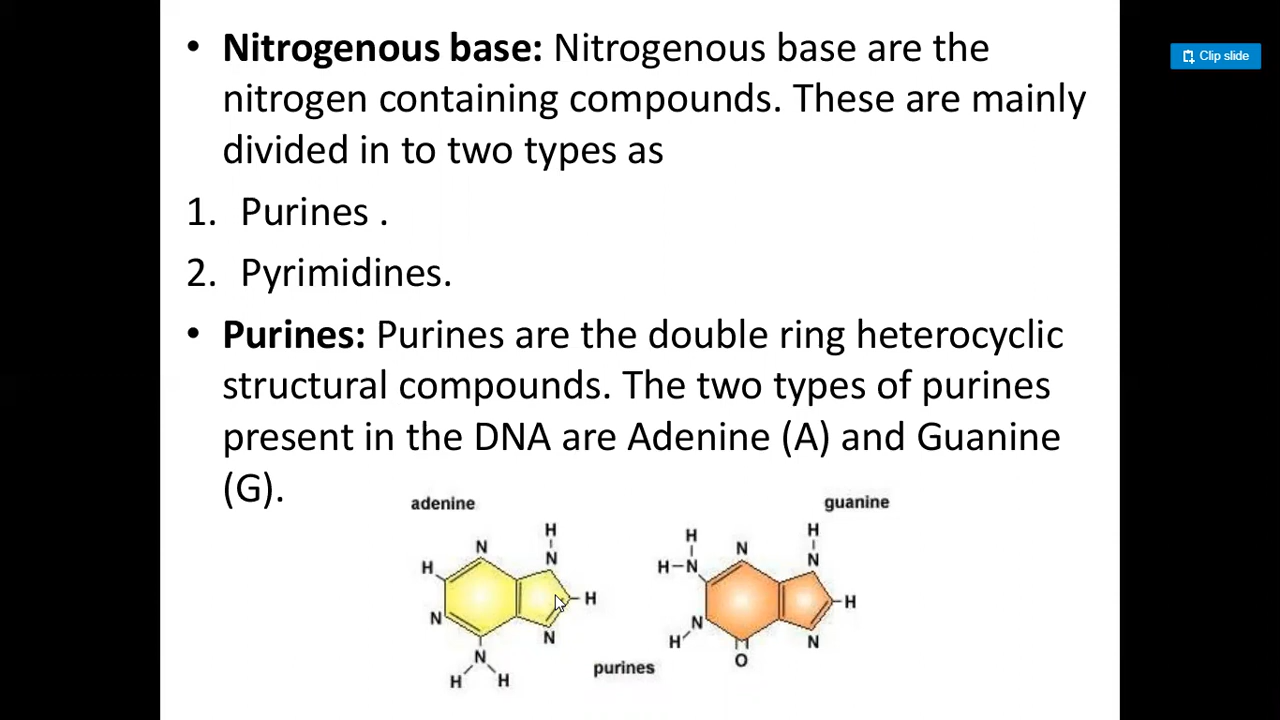 • Nitrogenous base: Nitrogenous base are the
nitrogen containing compounds. These are mainly
divided in to two types as
1. Purines .
2. Pyrimidines.
• Purines: Purines are the double ring heterocyclic
structural compounds. The two types of purines
present in the DNA are Adenine (A) and Guanine
(G).
Clip slide
adenine
H
N
N
H
H
N
N
N
H
H
guanine
H
H
N
N
H-N
H
N
H
N
O
purines